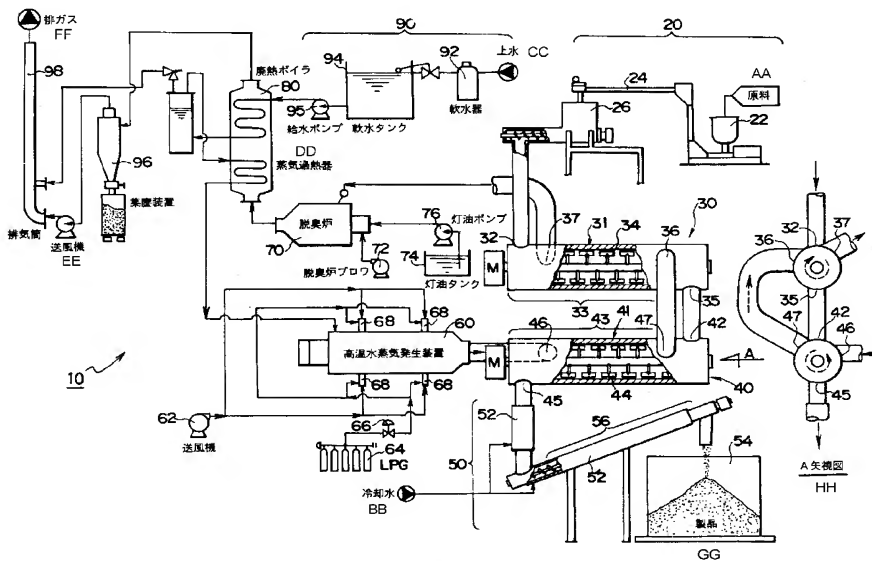 排ガス
FF
98
廃熱ボイラ
80
90
94
92
上水
CC
20
24
26
AA
原料
22
95
給水ポンプ
軟水タンク
軟水器
DD
蒸気過熱器
96
集塵装置
排気筒
送風機
EE
脱臭炉
70
76
灯油ポンプ
72
脱臭炉ブロワ
74
灯油タンク
32
37
31
34
36
30
M
35
33
43
41
42
32
37
36
35
42
47
46
45
68
68
60
高温水蒸気発生装置
M
46
47
A
44
40
45
10
68
68
62
送風機
66
64
LPG
50
52
56
52
54
冷却水
BB
製品
GG
A矢視図
HH